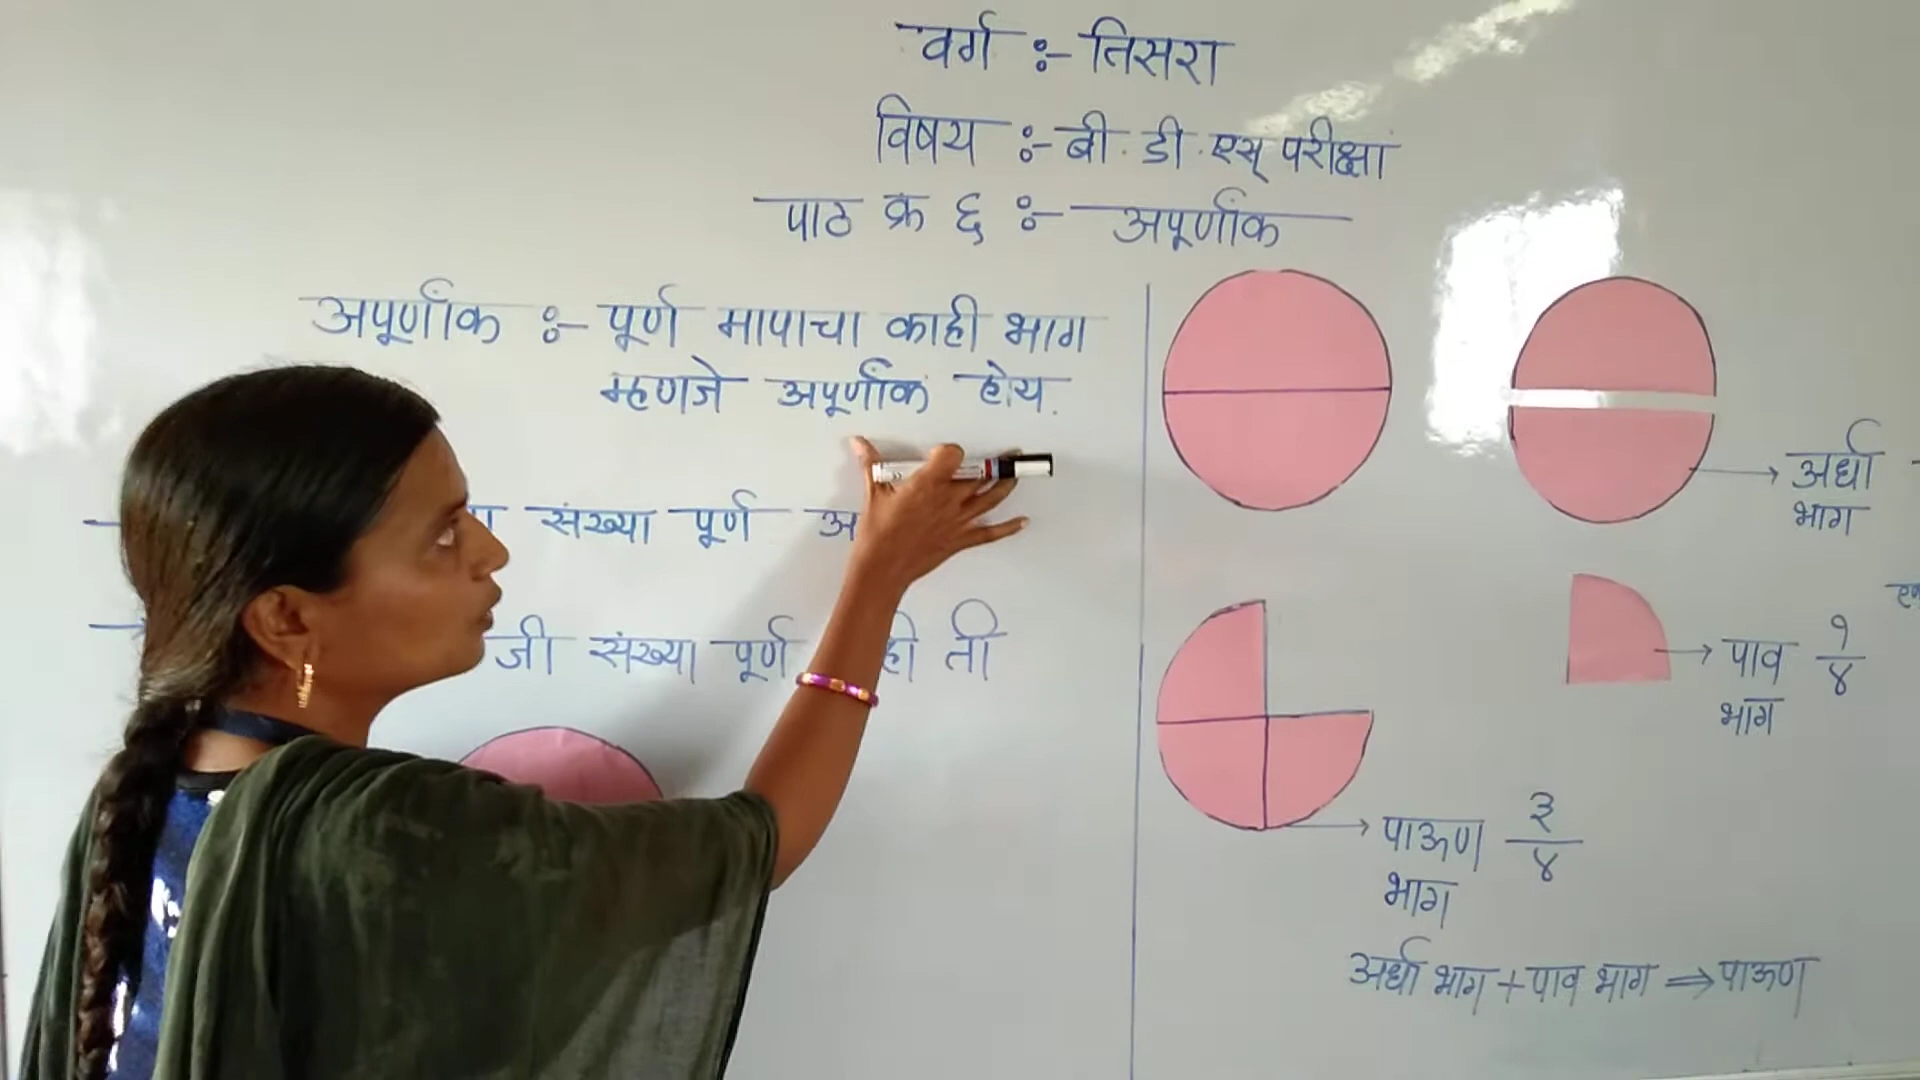 वर्ग :- तिसरा
विषय :- बी. डी. एस् परीक्षा
पाठ क्र ६ :- अपूर्णांक
अपूर्णांक :- पूर्ण मापाचा काही भाग
म्हणजे अपूर्णांक होय.
संख्या पूर्ण
जी संख्या पूर्ण ती
अर्धा
भाग
पाव १/४
भाग
पाऊण ३/४
भाग
अर्धा भाग + पाव भाग ⇒ पाऊण